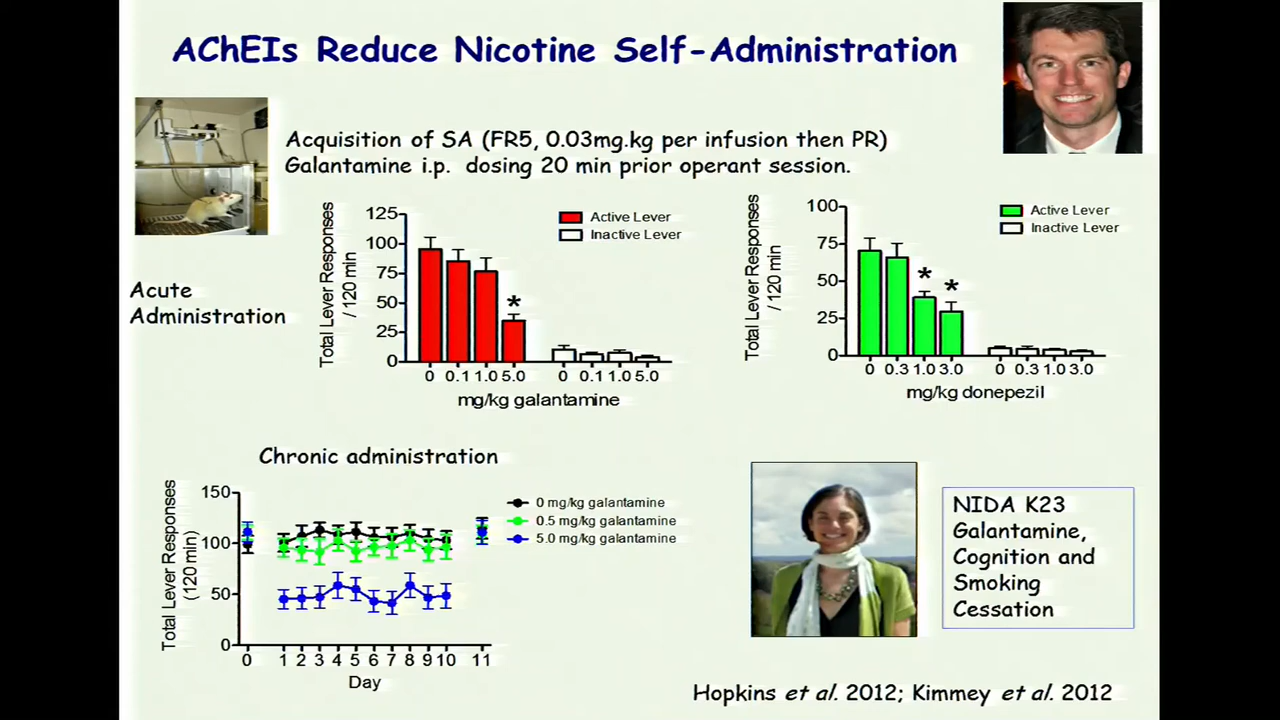 AChEIs Reduce Nicotine Self-Administration
Acquisition of SA (FR5, 0.03mg.kg per infusion then PR)
Galantamine i.p. dosing 20 min prior operant session.
Acute
Administration
Total Lever Responses
/ 120 min
125
100
75
50
25
0
Active Lever
Inactive Lever
*
0 0.1 1.0 5.0 0 0.1 1.0 5.0
mg/kg galantamine
Total Lever Responses
/ 120 min
100
75
50
25
0
Active Lever
Inactive Lever
* *
0 0.3 1.0 3.0 0 0.3 1.0 3.0
mg/kg donepezil
Chronic administration
Total Lever Responses
(120 min)
150
100
50
0
0 mg/kg galantamine
0.5 mg/kg galantamine
5.0 mg/kg galantamine
0 1 2 3 4 5 6 7 8 9 10 11
Day
NIDA K23
Galantamine,
Cognition and
Smoking
Cessation
Hopkins et al. 2012; Kimmey et al. 2012